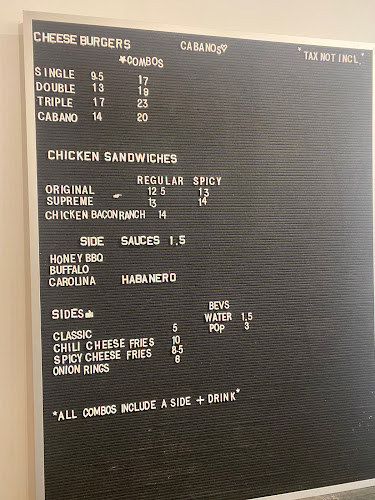 CHEESE BURGERS CABANOS♡ *TAX NOT INCL.*
*COMBOS
SINGLE 9.5 17
DOUBLE 13 19
TRIPLE 17 23
CABANO 14 20
CHICKEN SANDWICHES
REGULAR SPICY
ORIGINAL 12 5 13
SUPREME 13 14
CHICKEN BACON RANCH 14
SIDE SAUCES 1.5
HONEY BBQ
BUFFALO
CAROLINA HABANERO
SIDES BEVS
WATER 1.5
CLASSIC 5 POP 3
CHILI CHEESE FRIES 10
SPICY CHEESE FRIES 8.5
ONION RINGS 6
*ALL COMBOS INCLUDE A SIDE + DRINK*